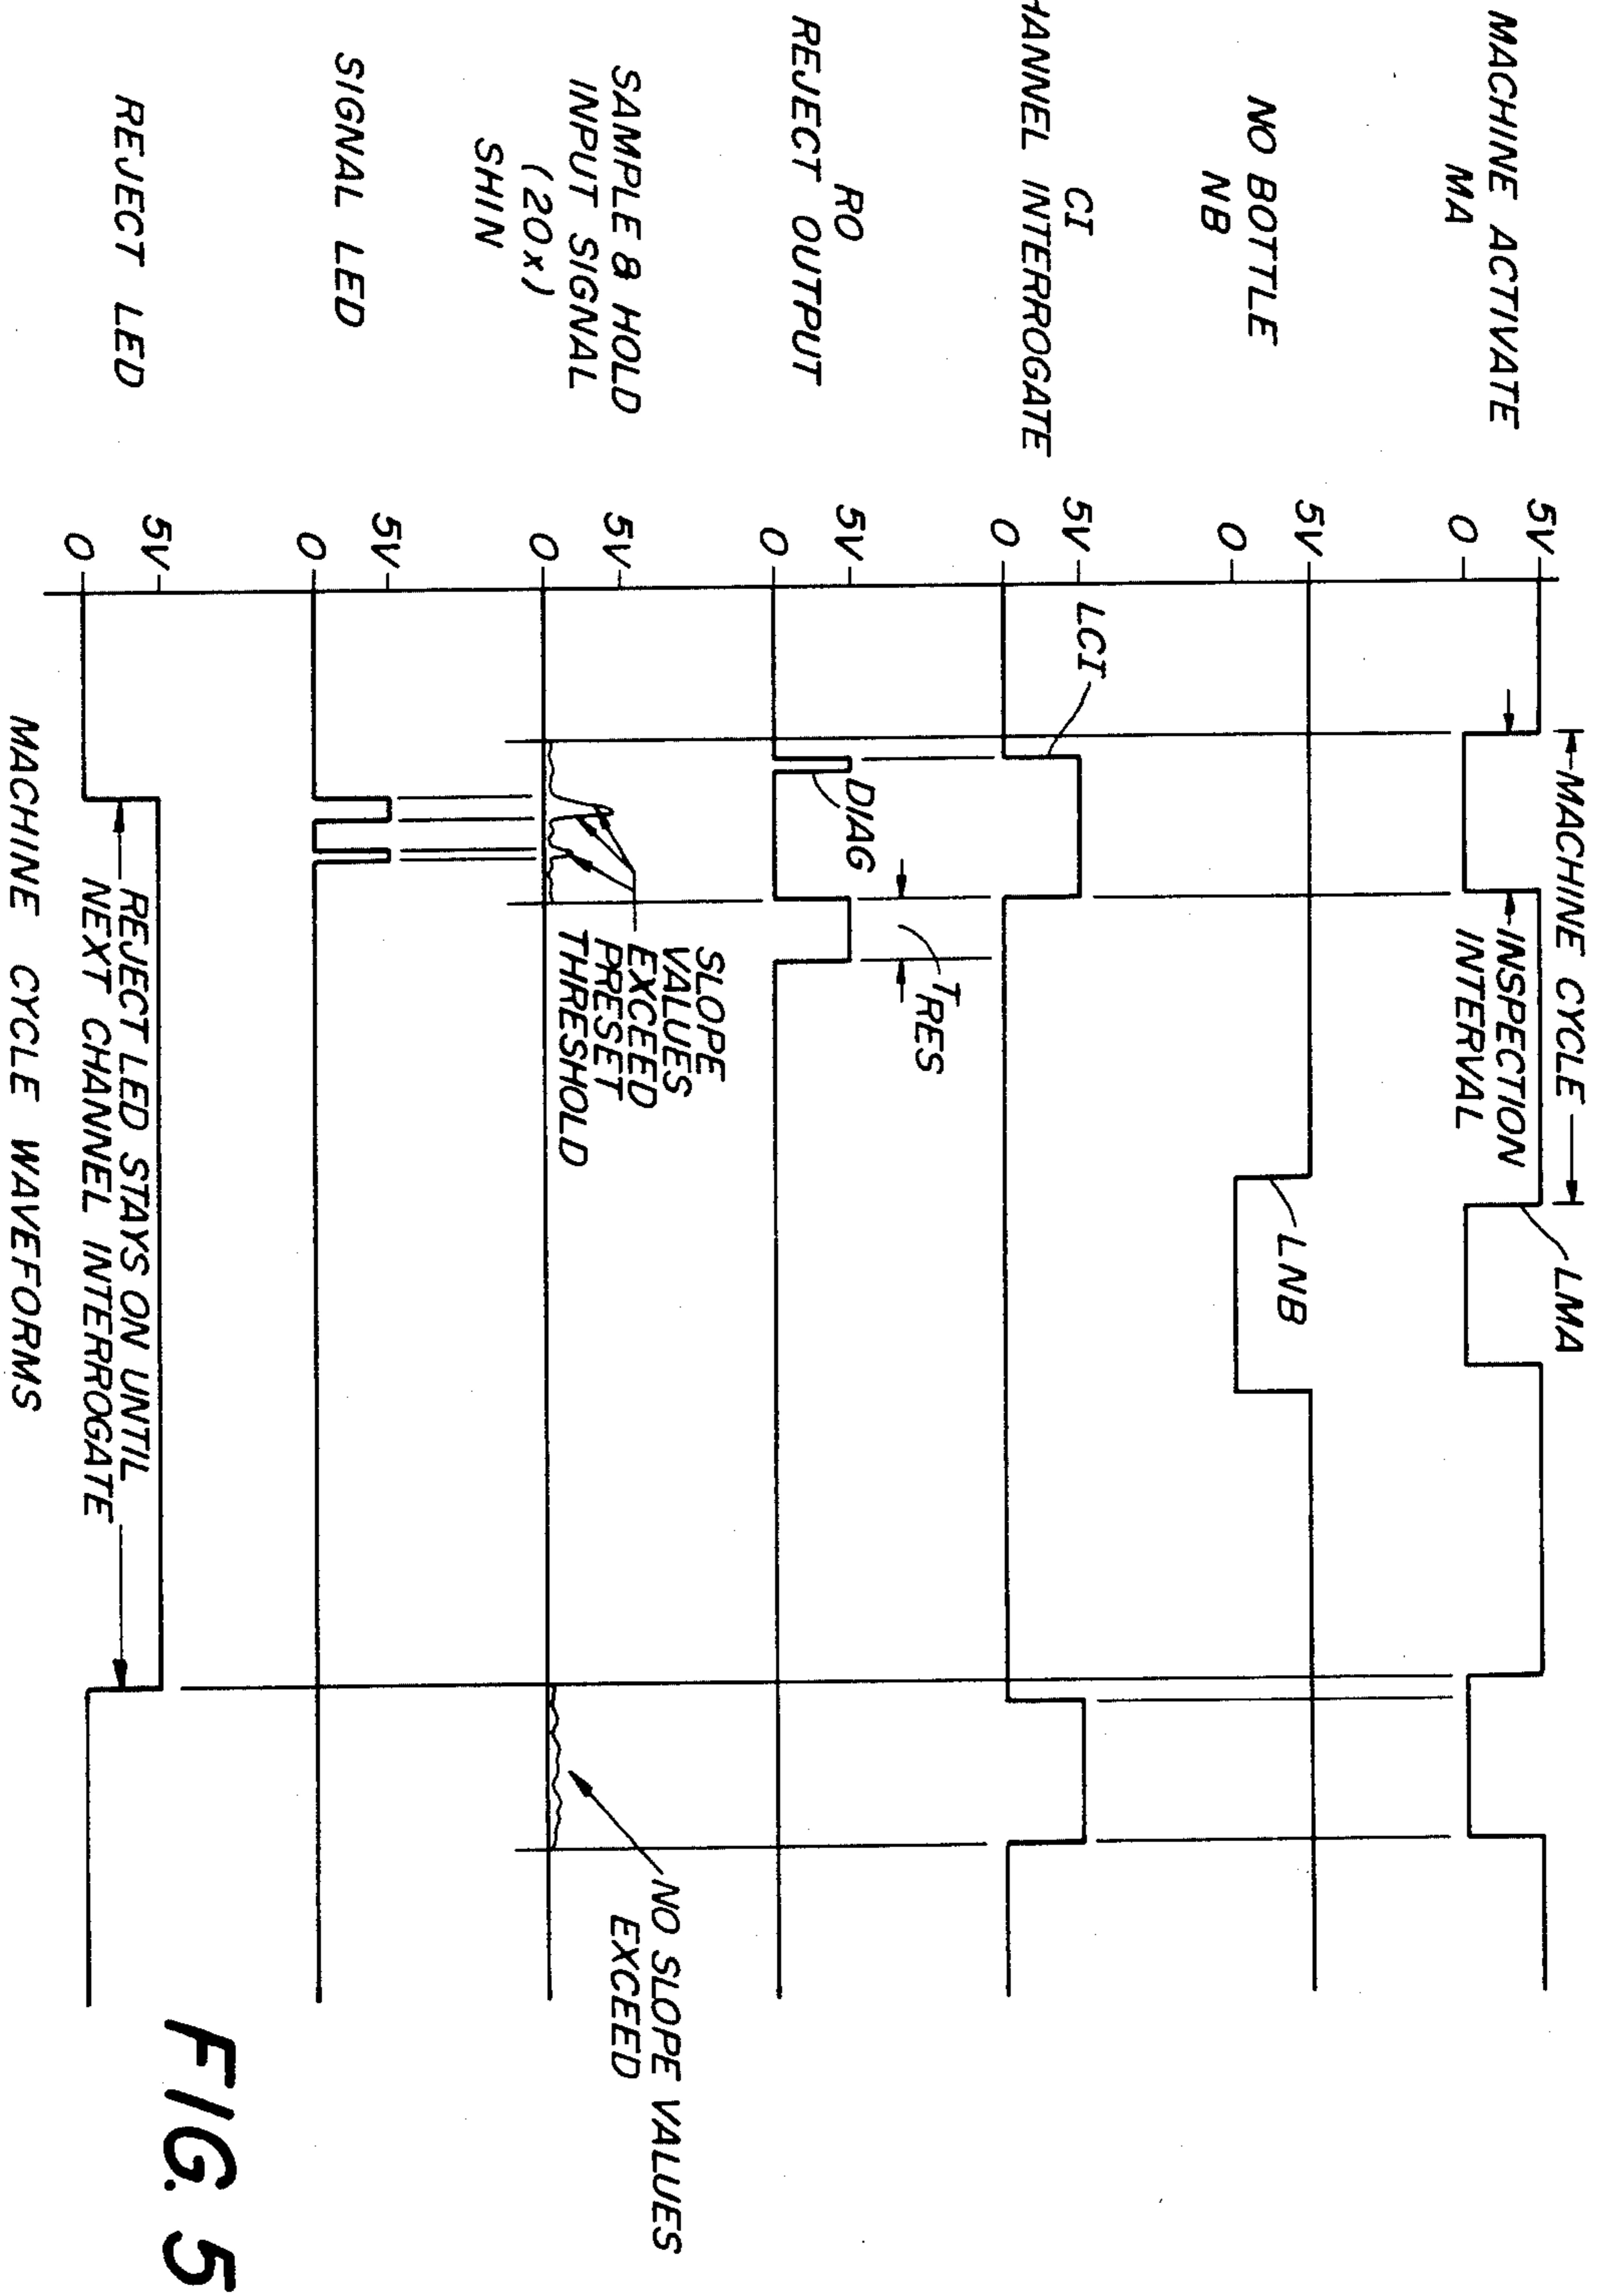 MACHINE ACTIVATE
MA
5V
0
MACHINE CYCLE
INSPECTION
INTERVAL
LMA
NO BOTTLE
NB
5V
0
LNB
HANNEL INTERROGATE
CI
5V
0
LCI
REJECT OUTPUT
RO
5V
0
DIAG
TRES
SAMPLE & HOLD
INPUT SIGNAL
(20x)
SHIN
5V
0
SLOPE
VALUES
EXCEED
PRESET
THRESHOLD
NO SLOPE VALUES
EXCEED
SIGNAL LED
5V
0
REJECT LED
5V
0
REJECT LED STAYS ON UNTIL
NEXT CHANNEL INTERROGATE
MACHINE CYCLE WAVEFORMS
FIG. 5